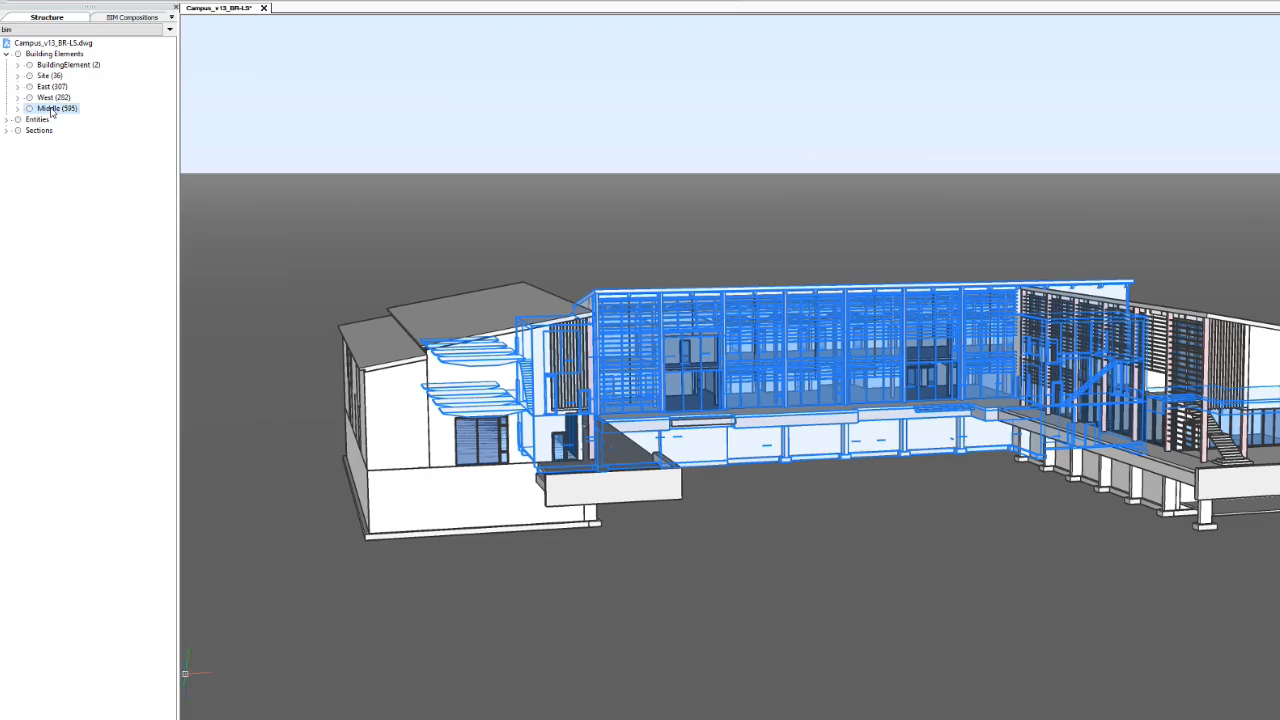 Campus_v13_BR-LS*
Structure
BIM Compositions
bim
Campus_v13_BR-LS.dwg
Building Elements
BuildingElement (2)
Site (36)
East (307)
West (282)
Middle (595)
Entities
Sections